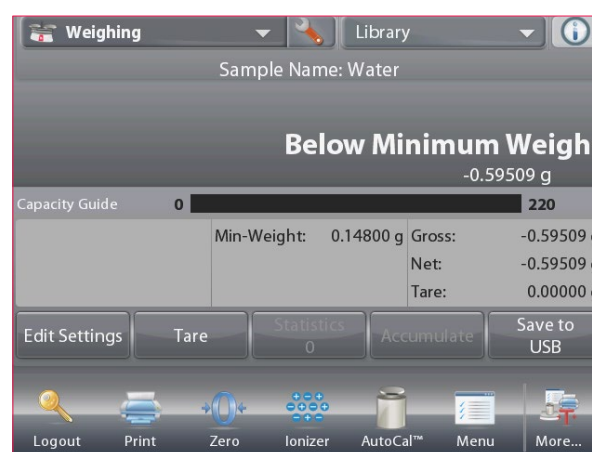 Weighing Library
Sample Name: Water
Below Minimum Weigh
-0.59509 g
Capacity Guide 0 220
Min-Weight: 0.14800 g Gross: -0.59509
Net: -0.59509
Tare: 0.00000
Edit Settings Tare Statistics 0 Accumulate Save to USB
Logout Print Zero Ionizer AutoCal™ Menu More...